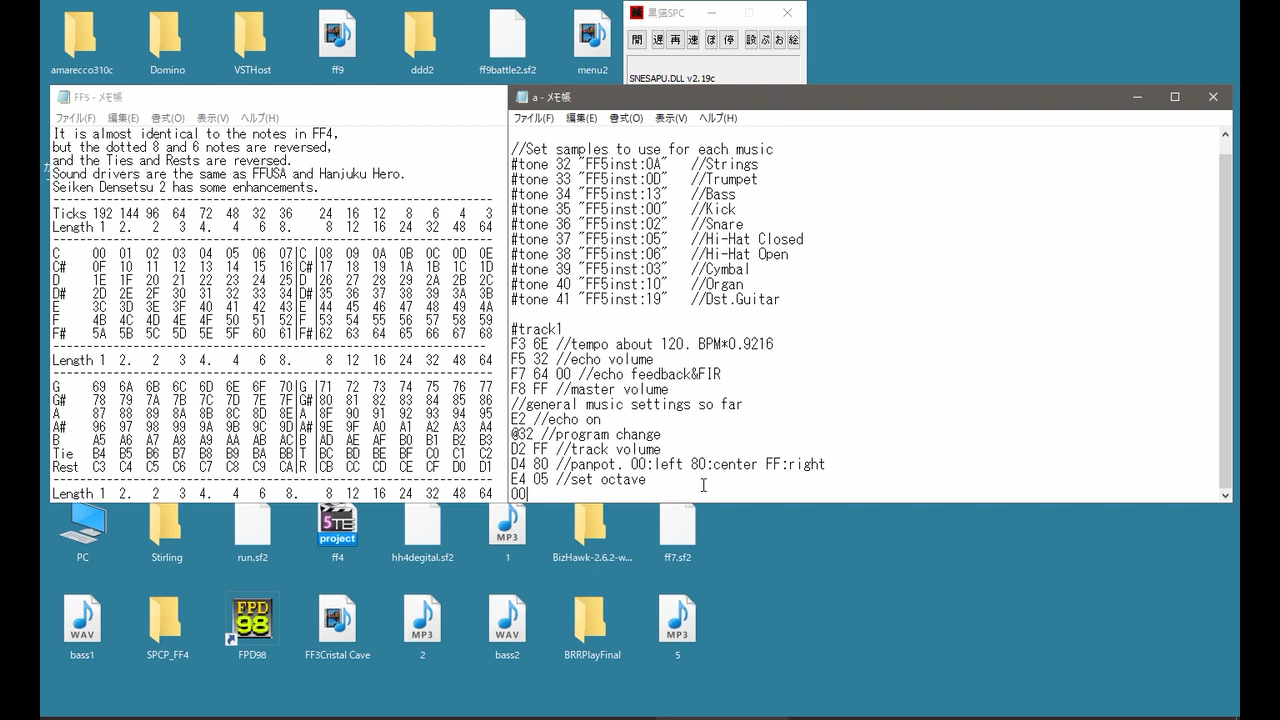 amarecco310c
Domino
VSTHost
ff9
ddd2
ff9battle2.sf2
menu2
黒猫SPC
開 遅 再 速 ぼ 停 設 ぶ お 絵
SNESAPU.DLL v2.19c
FF5 - メモ帳
ファイル(F) 編集(E) 書式(O) 表示(V) ヘルプ(H)
It is almost identical to the notes in FF4,
but the dotted 8 and 6 notes are reversed,
and the Ties and Rests are reversed.
Sound drivers are the same as FFUSA and Hanjuku Hero.
Seiken Densetsu 2 has some enhancements.
Ticks 192 144 96 64 72 48 32 36 24 16 12 8 6 4 3
Length 1 2. 2 3 4. 4 6 8. 8 12 16 24 32 48 64
C 00 01 02 03 04 05 06 07|C |08 09 0A 0B 0C 0D 0E
C# 0F 10 11 12 13 14 15 16|C#|17 18 19 1A 1B 1C 1D
D 1E 1F 20 21 22 23 24 25|D |26 27 28 29 2A 2B 2C
D# 2D 2E 2F 30 31 32 33 34|D#|35 36 37 38 39 3A 3B
E 3C 3D 3E 3F 40 41 42 43|E |44 45 46 47 48 49 4A
F 4B 4C 4D 4E 4F 50 51 52|F |53 54 55 56 57 58 59
F# 5A 5B 5C 5D 5E 5F 60 61|F#|62 63 64 65 66 67 68
Length 1 2. 2 3 4. 4 6 8. 8 12 16 24 32 48 64
G 69 6A 6B 6C 6D 6E 6F 70|G |71 72 73 74 75 76 77
G# 78 79 7A 7B 7C 7D 7E 7F|G#|80 81 82 83 84 85 86
A 87 88 89 8A 8B 8C 8D 8E|A |8F 90 91 92 93 94 95
A# 96 97 98 99 9A 9B 9C 9D|A#|9E 9F A0 A1 A2 A3 A4
B A5 A6 A7 A8 A9 AA AB AC|B |AD AE AF B0 B1 B2 B3
Tie B4 B5 B6 B7 B8 B9 BA BB|T |BC BD BE BF C0 C1 C2
Rest C3 C4 C5 C6 C7 C8 C9 CA|R |CB CC CD CE CF D0 D1
Length 1 2. 2 3 4. 4 6 8. 8 12 16 24 32 48 64
a - メモ帳
ファイル(F) 編集(E) 書式(O) 表示(V) ヘルプ(H)
//Set samples to use for each music
#tone 32 "FF5inst:0A" //Strings
#tone 33 "FF5inst:0D" //Trumpet
#tone 34 "FF5inst:13" //Bass
#tone 35 "FF5inst:00" //Kick
#tone 36 "FF5inst:02" //Snare
#tone 37 "FF5inst:05" //Hi-Hat Closed
#tone 38 "FF5inst:06" //Hi-Hat Open
#tone 39 "FF5inst:03" //Cymbal
#tone 40 "FF5inst:10" //Organ
#tone 41 "FF5inst:19" //Dst.Guitar
#track1
F3 6E //tempo about 120. BPM*0.9216
F5 32 //echo volume
F7 64 00 //echo feedback&FIR
F8 FF //master volume
//general music settings so far
E2 //echo on
@32 //program change
D2 FF //track volume
D4 80 //panpot. 00:left 80:center FF:right
E4 05 //set octave
00
PC
Stirling
run.sf2
5TE
project
ff4
hh4degital.sf2
MP3
1
BizHawk-2.6.2-w...
ff7.sf2
WAV
bass1
SPCP_FF4
FPD 98
FPD98
FF3Cristal Cave
MP3
2
WAV
bass2
BRRPlayFinal
MP3
5